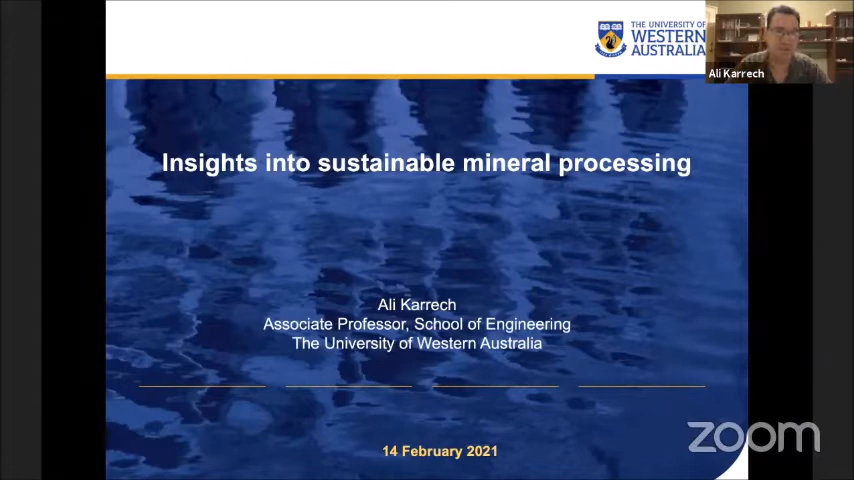 THE UNIVERSITY OF
WESTERN
AUSTRALIA
Ali Karrech
Insights into sustainable mineral processing
Ali Karrech
Associate Professor, School of Engineering
The University of Western Australia
14 February 2021
zoom